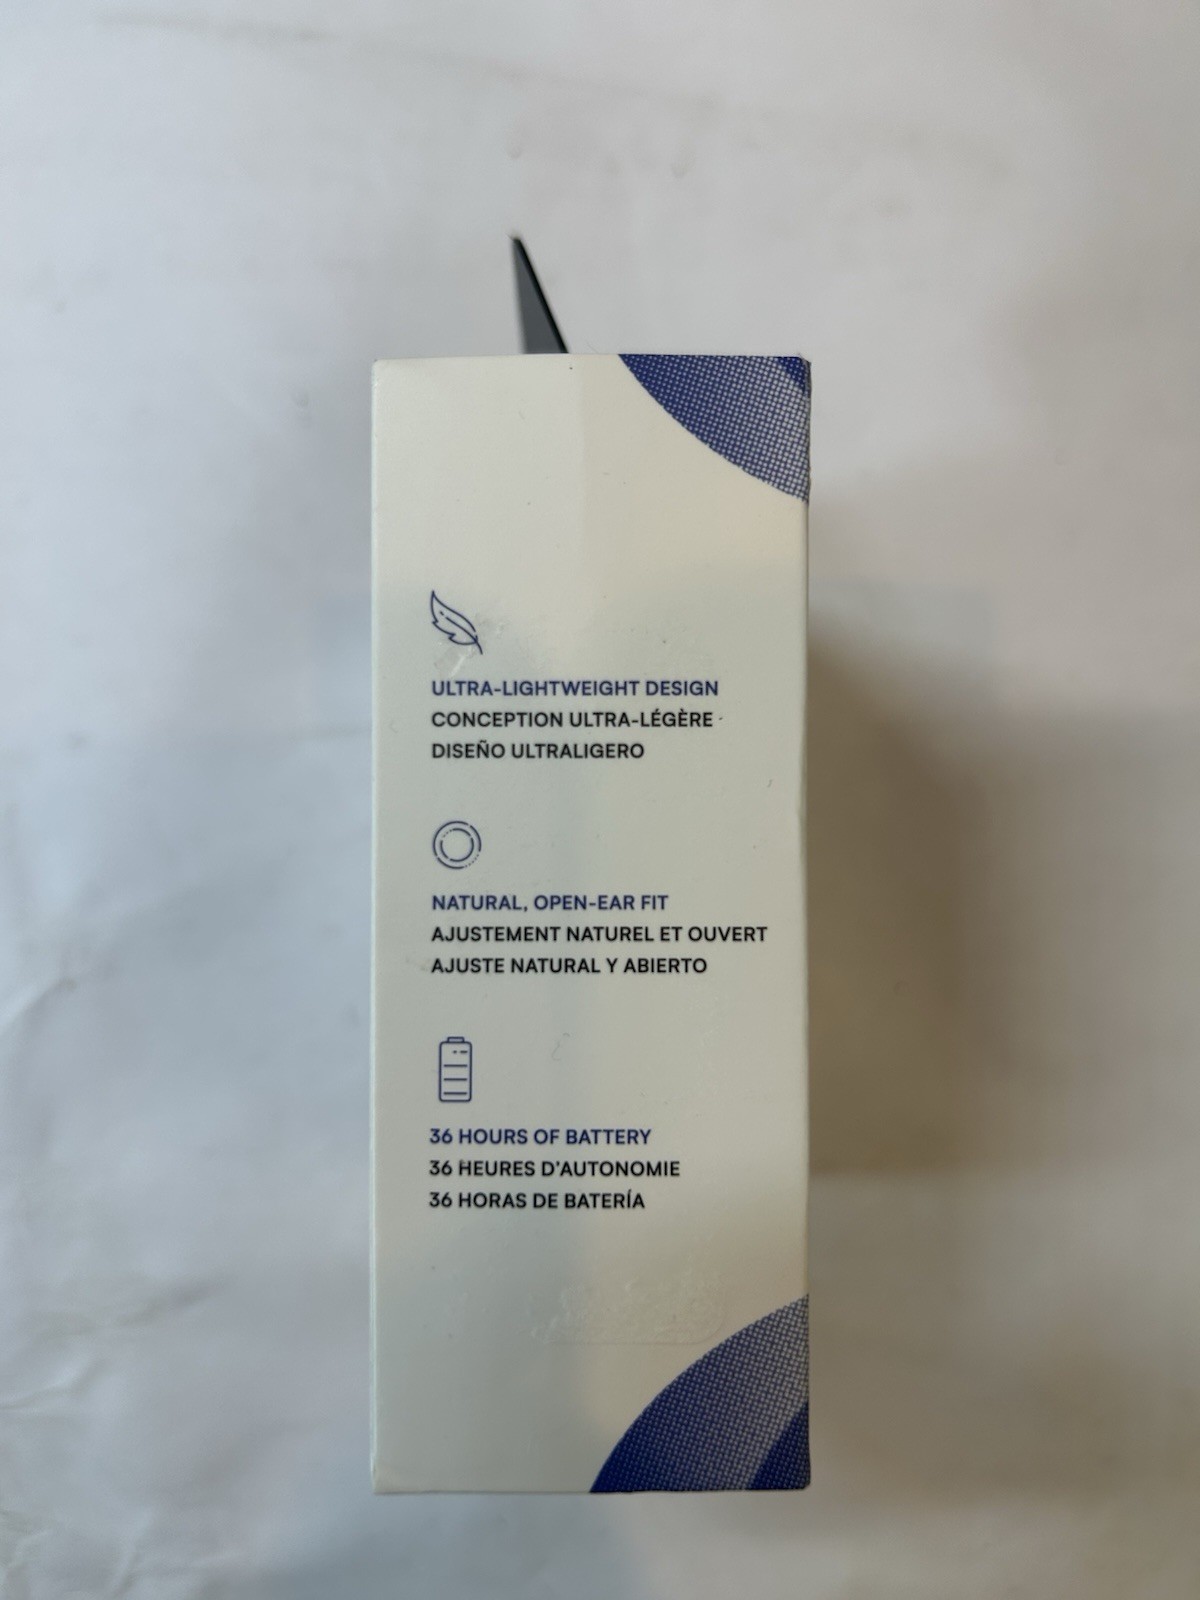 ULTRA-LIGHTWEIGHT DESIGN
CONCEPTION ULTRA-LÉGÈRE
DISEÑO ULTRALIGERO
NATURAL, OPEN-EAR FIT
AJUSTEMENT NATUREL ET OUVERT
AJUSTE NATURAL Y ABIERTO
36 HOURS OF BATTERY
36 HEURES D'AUTONOMIE
36 HORAS DE BATERÍA